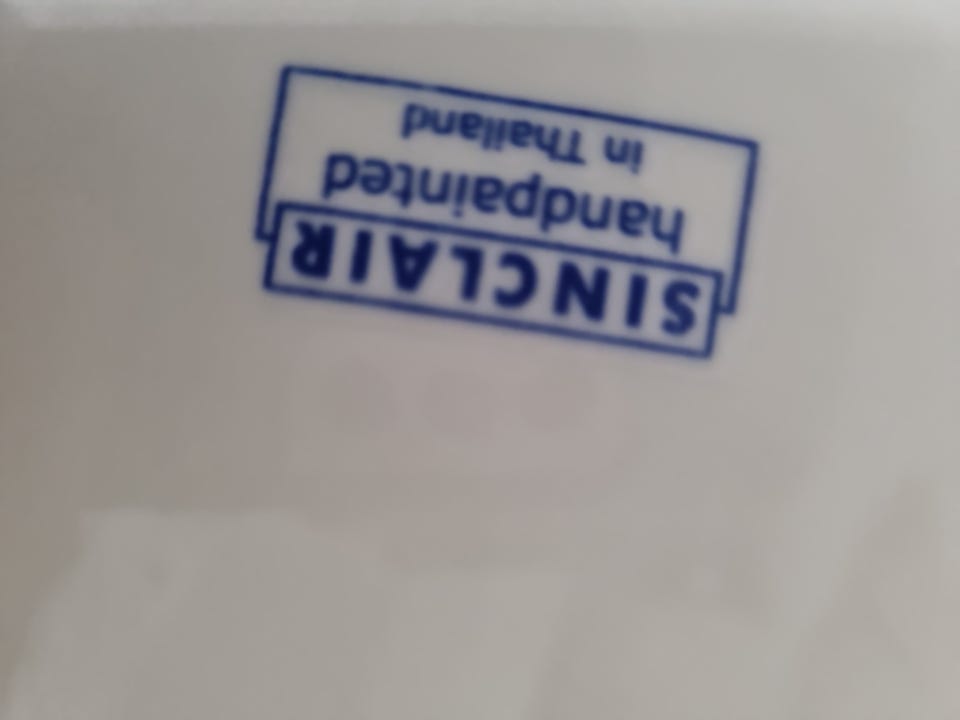 SINCLAIR
handpainted
in Thailand